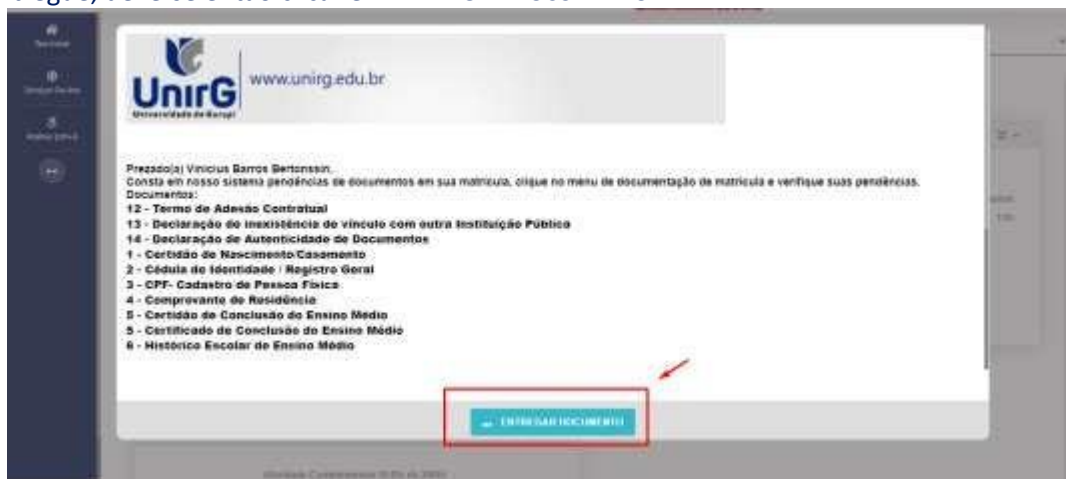 UnirG
www.unirg.edu.br
Universidade de Gurupi
Prezado(a) Vinicius Barros Bertonssin,
Consta em nosso sistema pendências de documentos em sua matrícula, clique no menu de documentação de matrícula e verifique suas pendências.
Documentos:
12 - Termo de Adesão Contratual
13 - Declaração de inexistência de vínculo com outra Instituição Público
14 - Declaração de Autenticidade de Documentos
1 - Certidão de Nascimento/Casamento
2 - Cédula de Identidade / Registro Geral
3 - CPF- Cadastro de Pessoa Física
4 - Comprovante de Residência
5 - Certidão de Conclusão do Ensino Médio
5 - Certificado de Conclusão do Ensino Médio
6 - Histórico Escolar do Ensino Médio
ENTREGAR DOCUMENTO